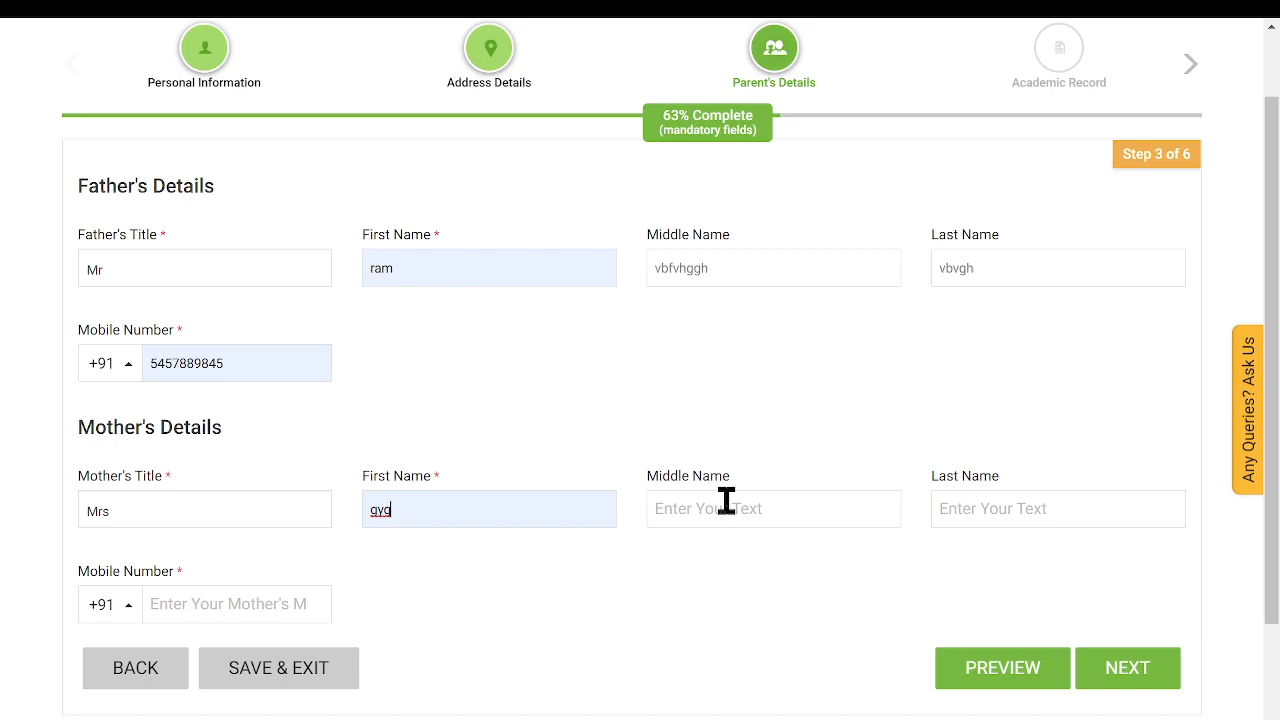 Personal Information
Address Details
Parent's Details
Academic Record
63% Complete
(mandatory fields)
Step 3 of 6
Father's Details
Father's Title *
First Name *
Middle Name
Last Name
Mr
ram
vbfvhggh
vbvgh
Mobile Number *
+91
5457889845
Any Queries? Ask Us
Mother's Details
Mother's Title *
First Name *
Middle Name
Last Name
Mrs
Enter Your Text
Enter Your Text
Mobile Number *
+91
Enter Your Mother's M
BACK
SAVE & EXIT
PREVIEW
NEXT